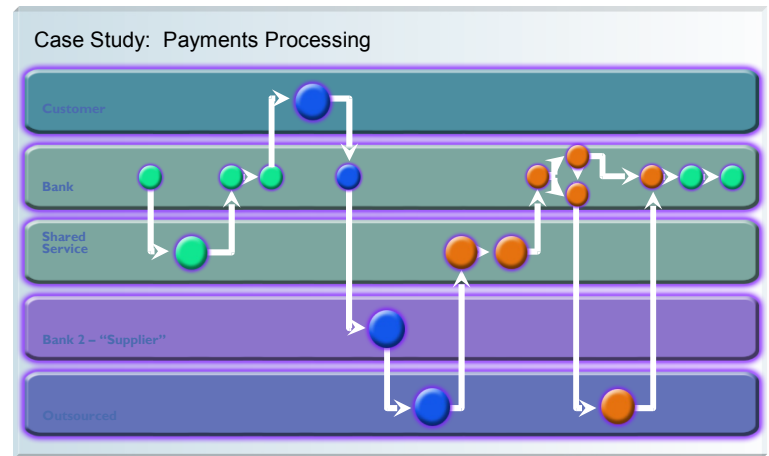 Case Study:  Payments Processing
Customer
Bank
Shared
Service
Bank 2 – “Supplier”
Outsourced